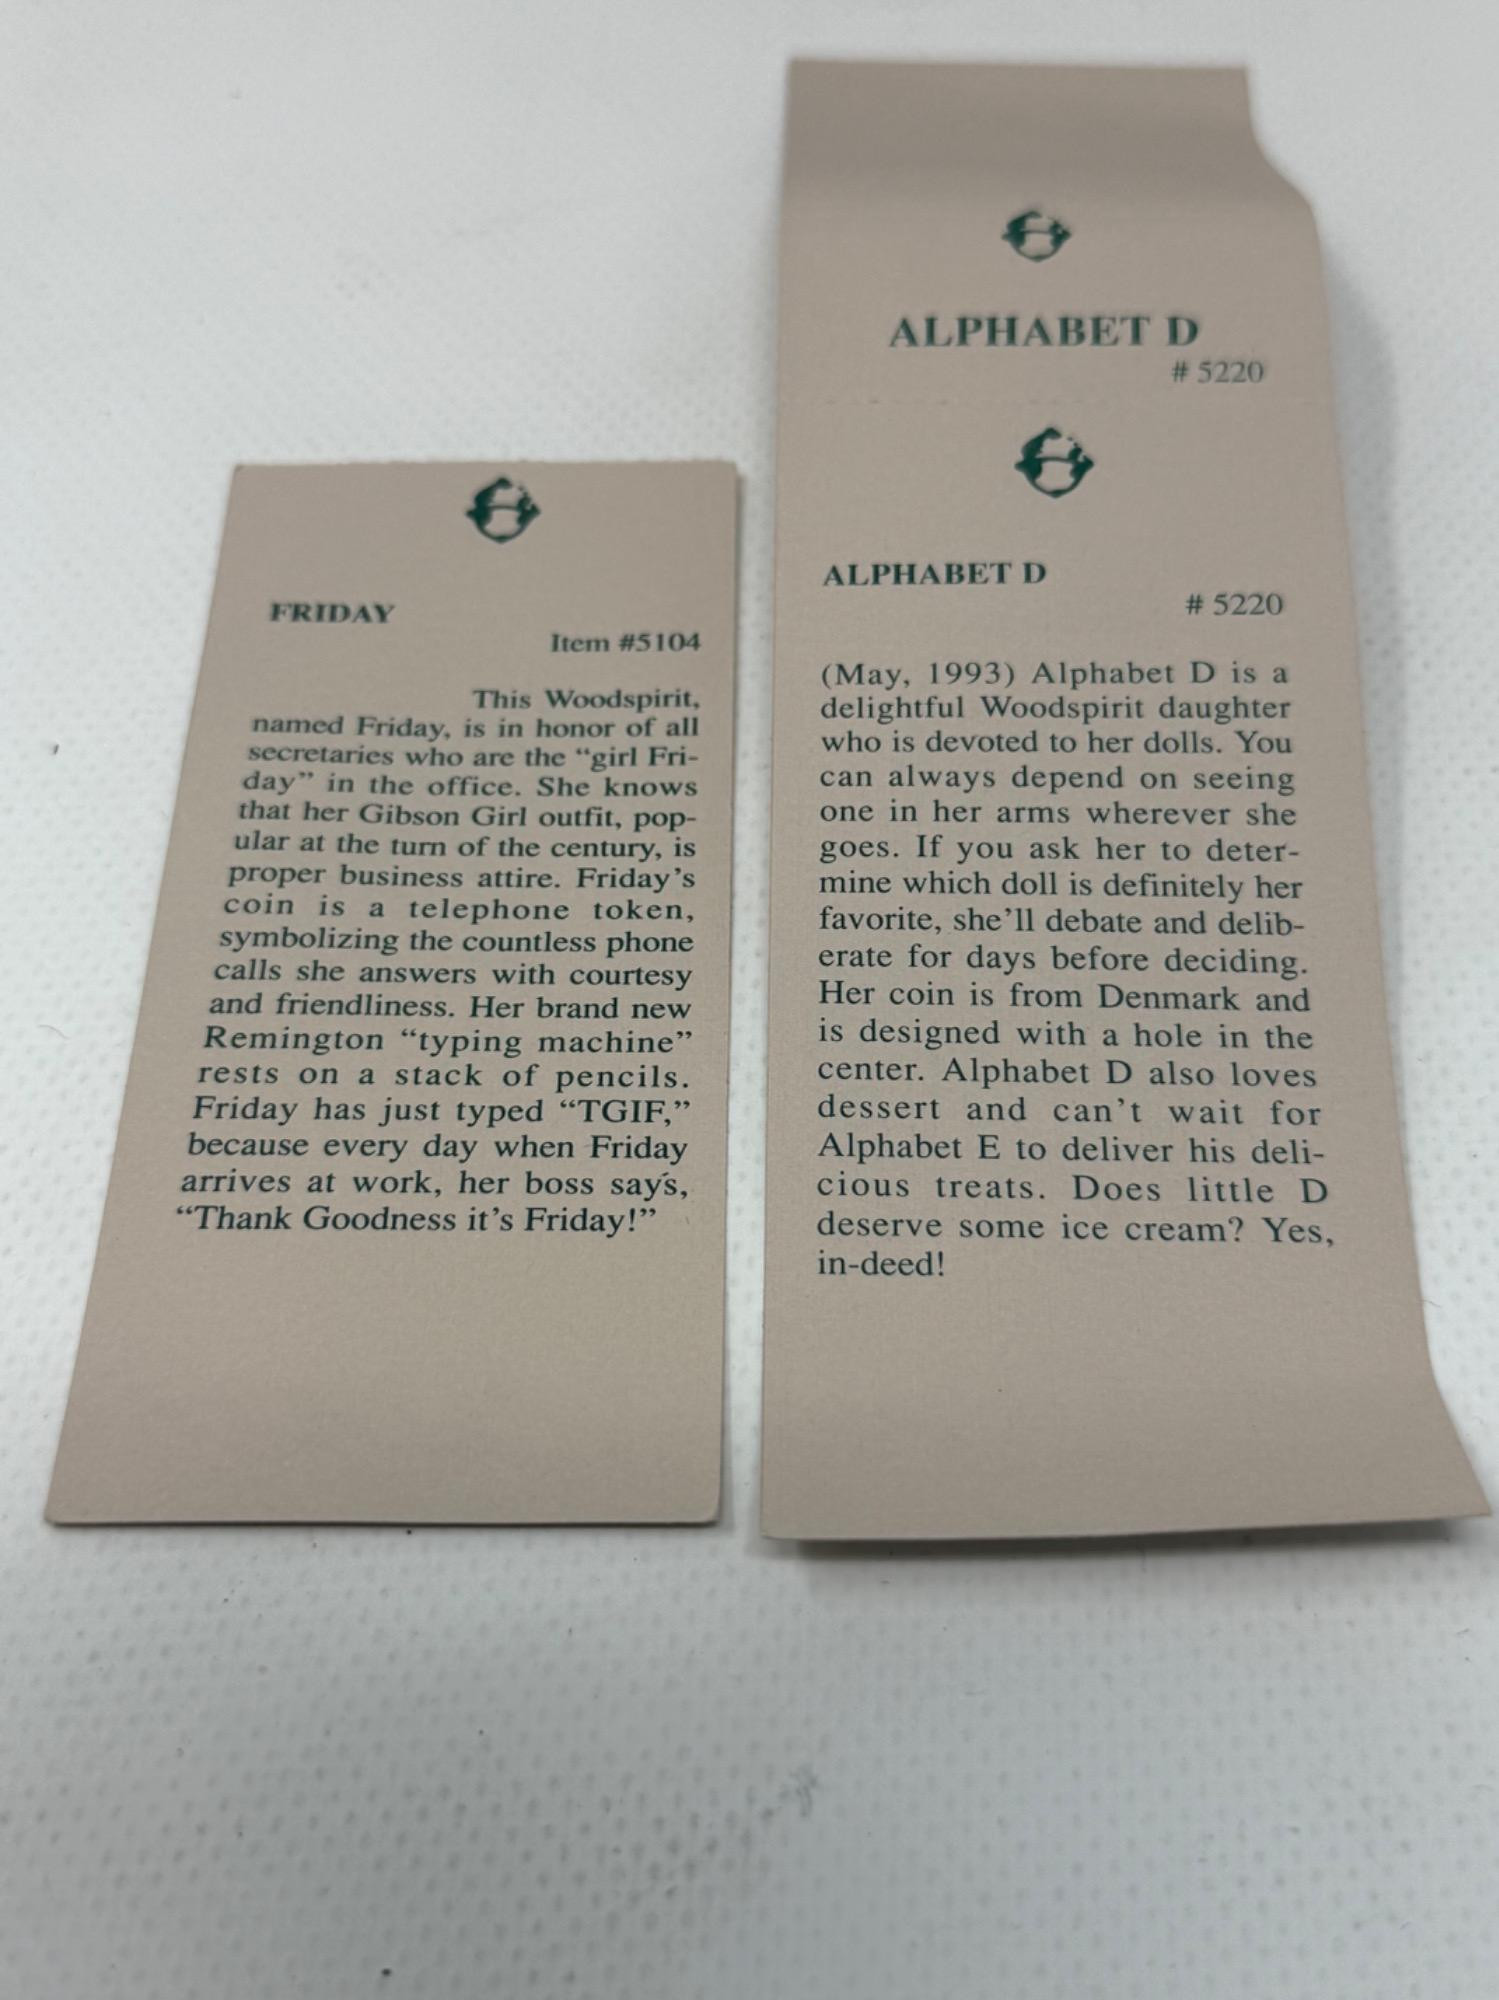 FRIDAY
Item #5104
This Woodspirit,
named Friday, is in honor of all
secretaries who are the “girl Fri-
day” in the office. She knows
that her Gibson Girl outfit, pop-
ular at the turn of the century, is
proper business attire. Friday’s
coin is a telephone token,
symbolizing the countless phone
calls she answers with courtesy
and friendliness. Her brand new
Remington “typing machine”
rests on a stack of pencils.
Friday has just typed “TGIF,”
because every day when Friday
arrives at work, her boss says,
“Thank Goodness it’s Friday!”
ALPHABET D
# 5220
ALPHABET D
# 5220
(May, 1993) Alphabet D is a
delightful Woodspirit daughter
who is devoted to her dolls. You
can always depend on seeing
one in her arms wherever she
goes. If you ask her to deter-
mine which doll is definitely her
favorite, she’ll debate and delib-
erate for days before deciding.
Her coin is from Denmark and
is designed with a hole in the
center. Alphabet D also loves
dessert and can’t wait for
Alphabet E to deliver his deli-
cious treats. Does little D
deserve some ice cream? Yes,
in-deed!